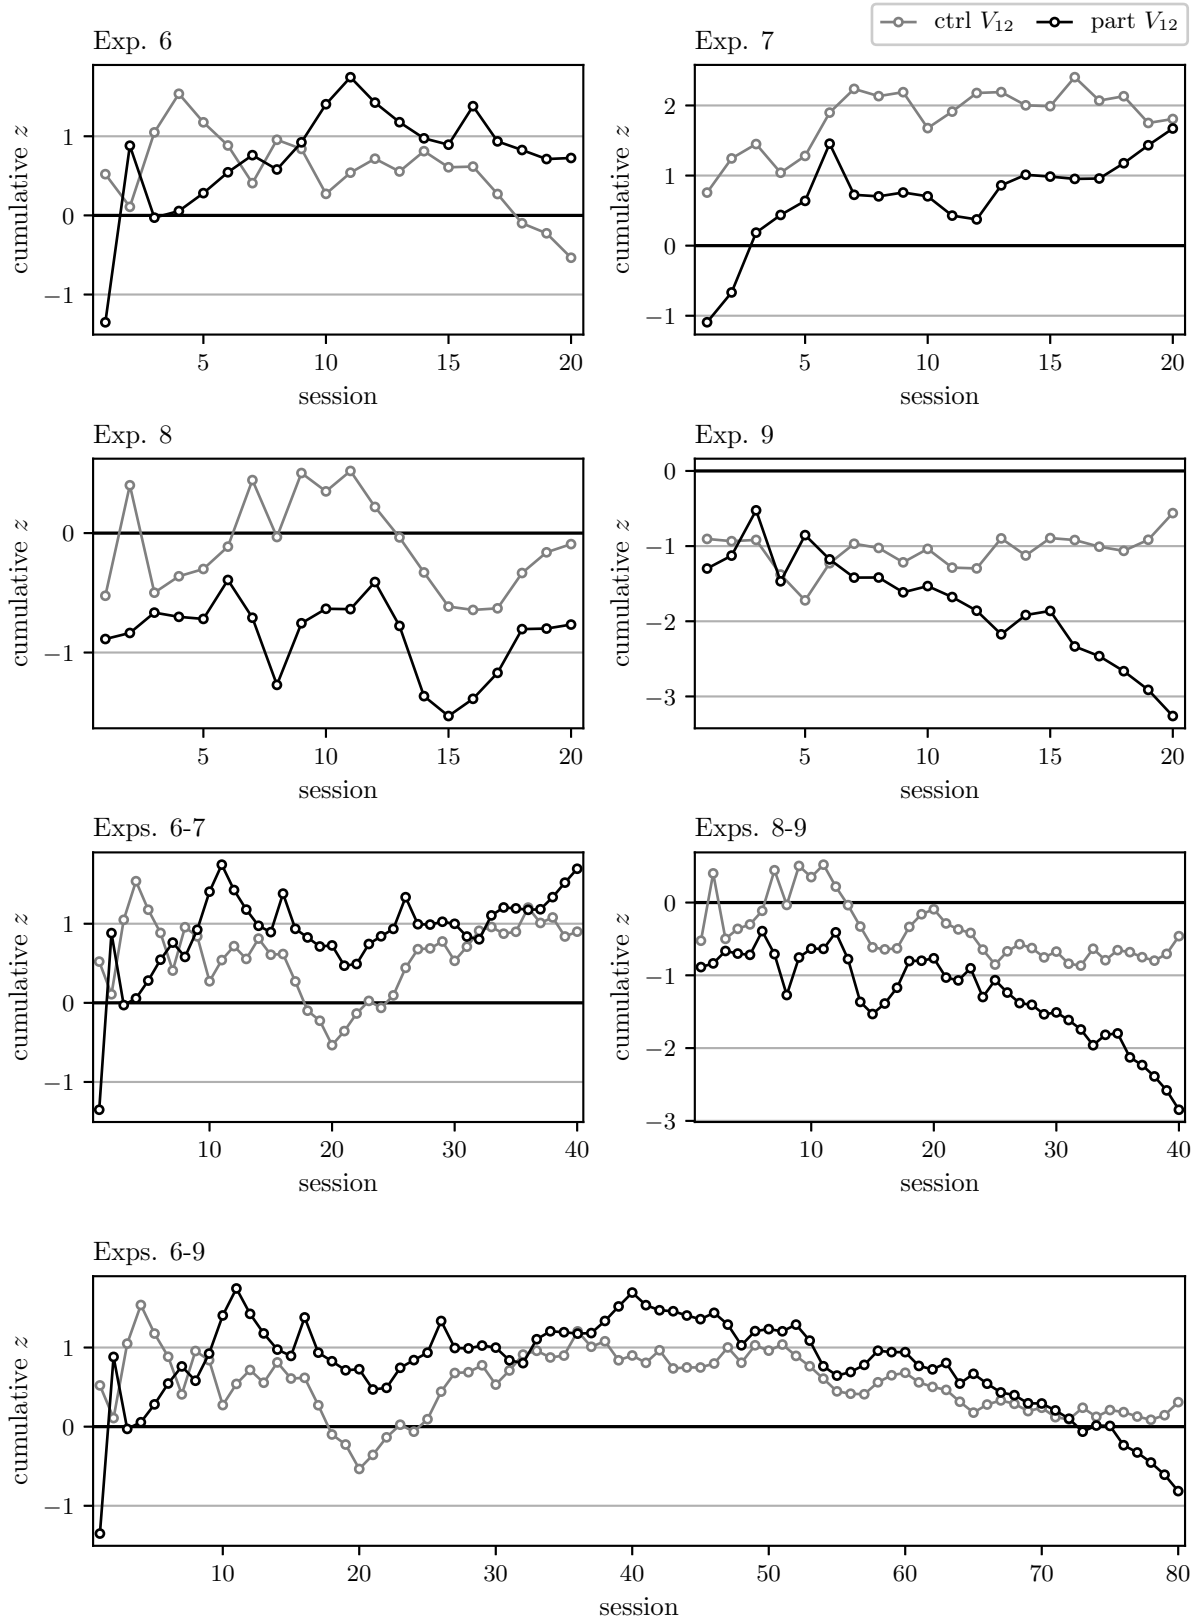 ctrl V12 part V12
Exp. 6
cumulative z
1
0
−1
5 10 15 20
session
Exp. 7
cumulative z
2
1
0
−1
5 10 15 20
session
Exp. 8
cumulative z
0
−1
5 10 15 20
session
Exp. 9
cumulative z
0
−1
−2
−3
5 10 15 20
session
Exps. 6-7
cumulative z
1
0
−1
10 20 30 40
session
Exps. 8-9
cumulative z
0
−1
−2
−3
10 20 30 40
session
Exps. 6-9
cumulative z
1
0
−1
10 20 30 40 50 60 70 80
session